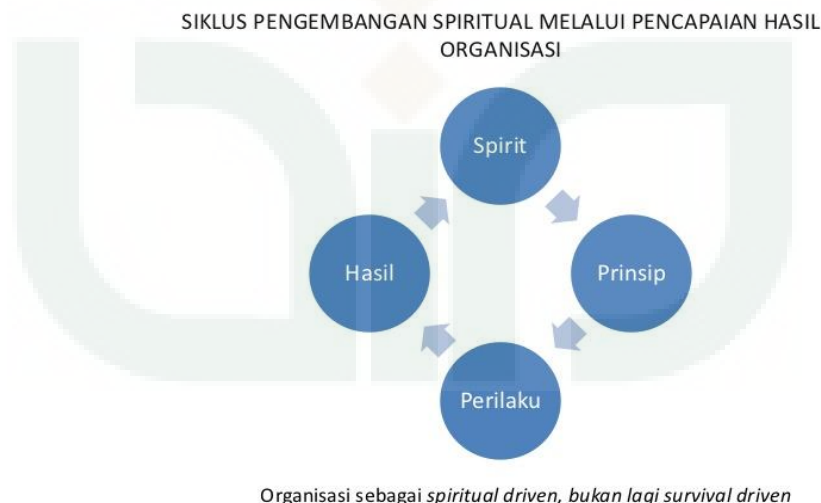 SIKLUS PENGEMBANGAN SPIRITUAL MELALUI PENCAPAIAN HASIL
ORGANISASI
Spirit
Hasil
Prinsip
Perilaku
Organisasi sebagai spiritual driven, bukan lagi survival driven